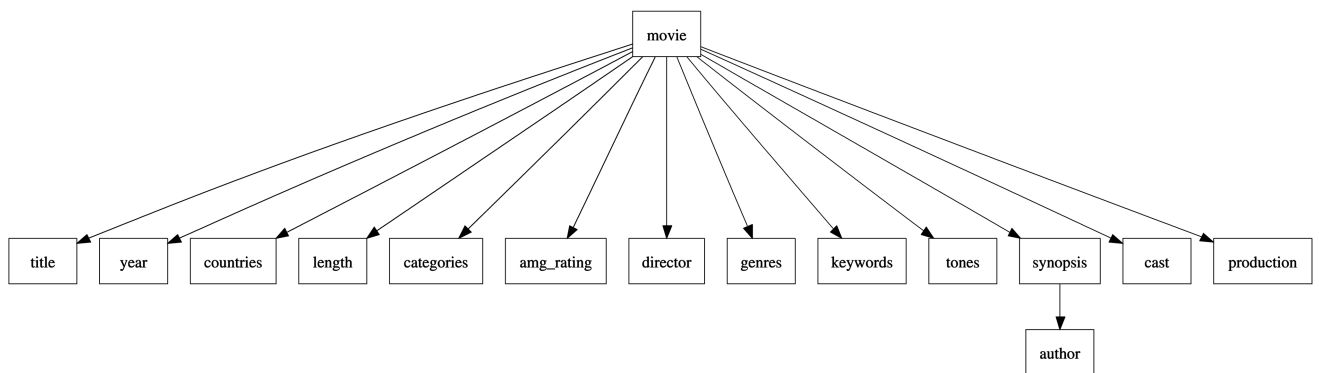 movie
title
year
countries
length
categories
amg_rating
director
genres
keywords
tones
synopsis
cast
production
author